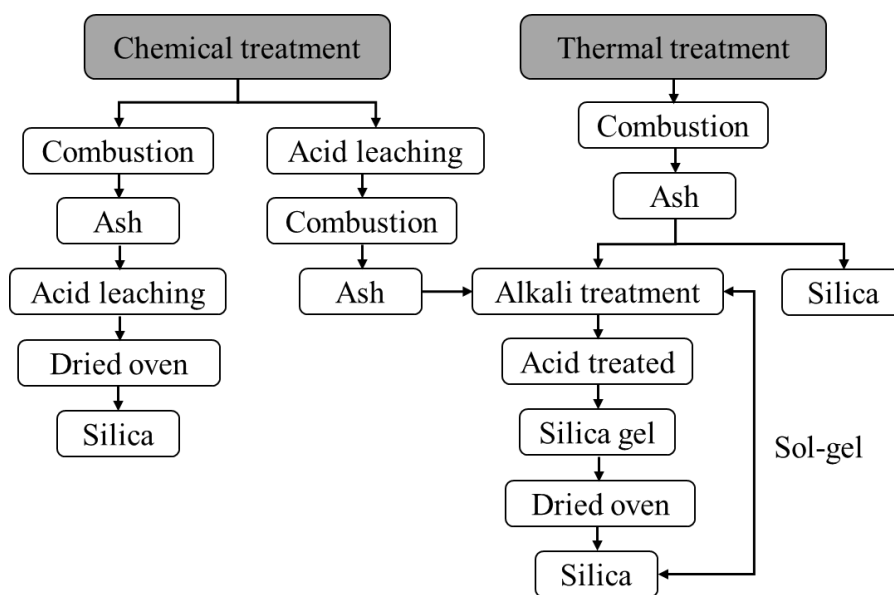 Chemical treatment
Thermal treatment
Combustion
Acid leaching
Combustion
Ash
Combustion
Ash
Acid leaching
Ash
Alkali treatment
Silica
Dried oven
Acid treated
Silica
Silica gel
Sol-gel
Dried oven
Silica